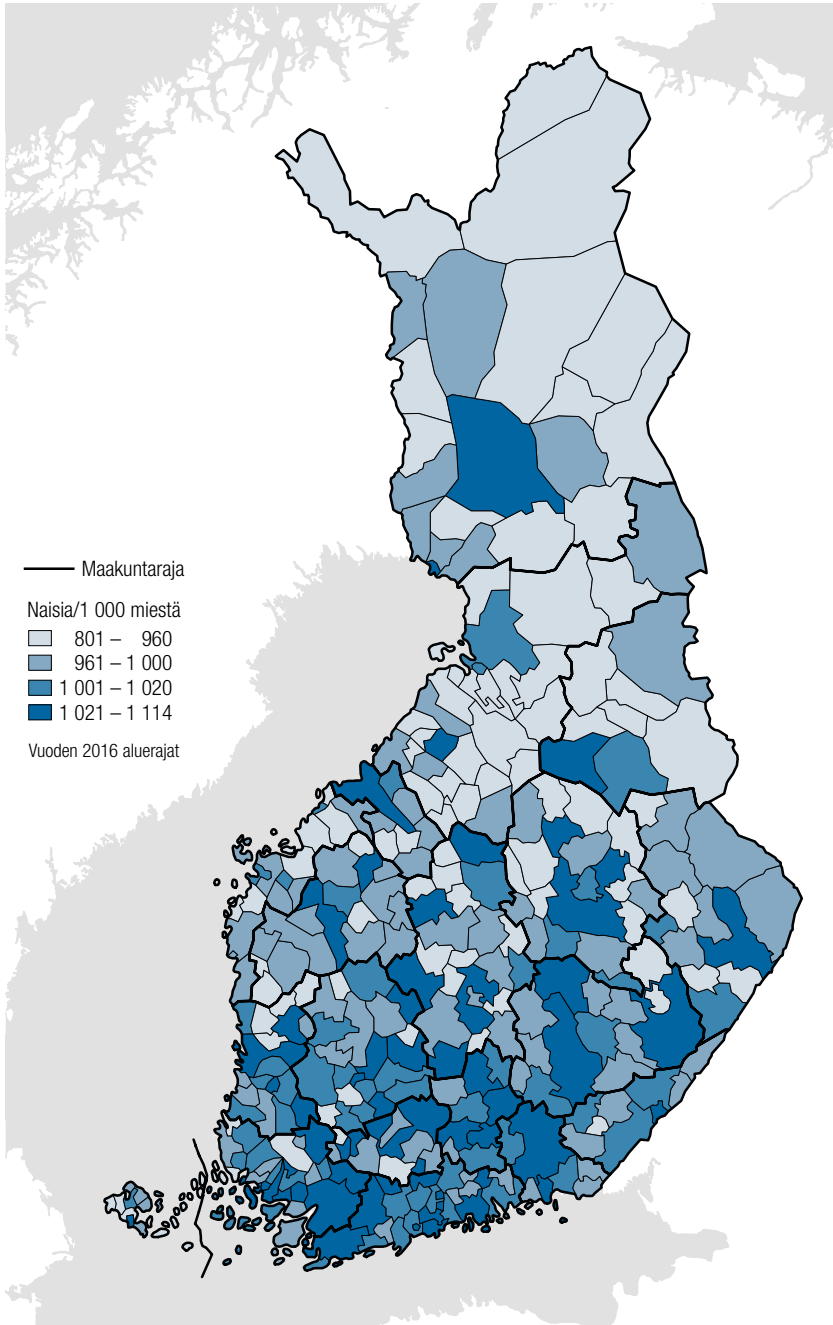 Maakuntaraja
Naisia/1 000 miestä
801 – 960
961 – 1 000
1 001 – 1 020
1 021 – 1 114
Vuoden 2016 aluerajat